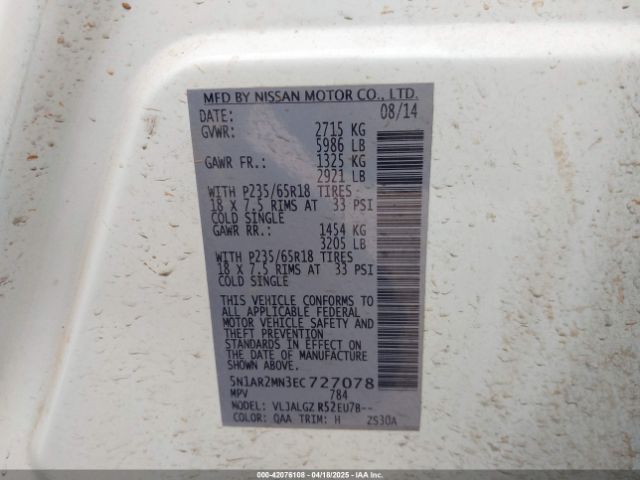 MFD BY NISSAN MOTOR CO., LTD.
DATE: 08/14
GVWR: 2715 KG
5986 LB
GAWR FR.: 1325 KG
2921 LB
WITH P235/65R18 TIRES
18 X 7.5 RIMS AT 33 PSI
COLD SINGLE
GAWR RR.: 1454 KG
3205 LB
WITH P235/65R18 TIRES
18 X 7.5 RIMS AT 33 PSI
COLD SINGLE
THIS VEHICLE CONFORMS TO
ALL APPLICABLE FEDERAL
MOTOR VEHICLE SAFETY AND
THEFT PREVENTION
STANDARDS IN EFFECT ON
THE DATE OF MANUFACTURE
SHOWN ABOVE.
5N1AR2MN3EC727078
MPV 784
MODEL: VLJALGZ R52EU7B--
COLOR: QAA TRIM: H 2S30A
000-42076108 - 04/18/2025 - IAAI.COM